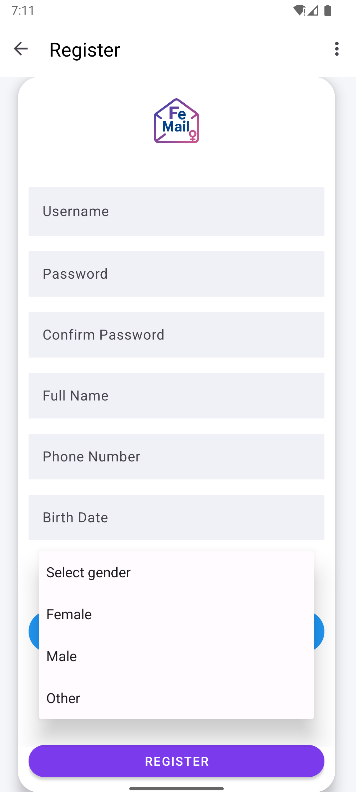 7:11
Register
Fe
Mail
Username
Password
Confirm Password
Full Name
Phone Number
Birth Date
Select gender
Female
Male
Other
REGISTER